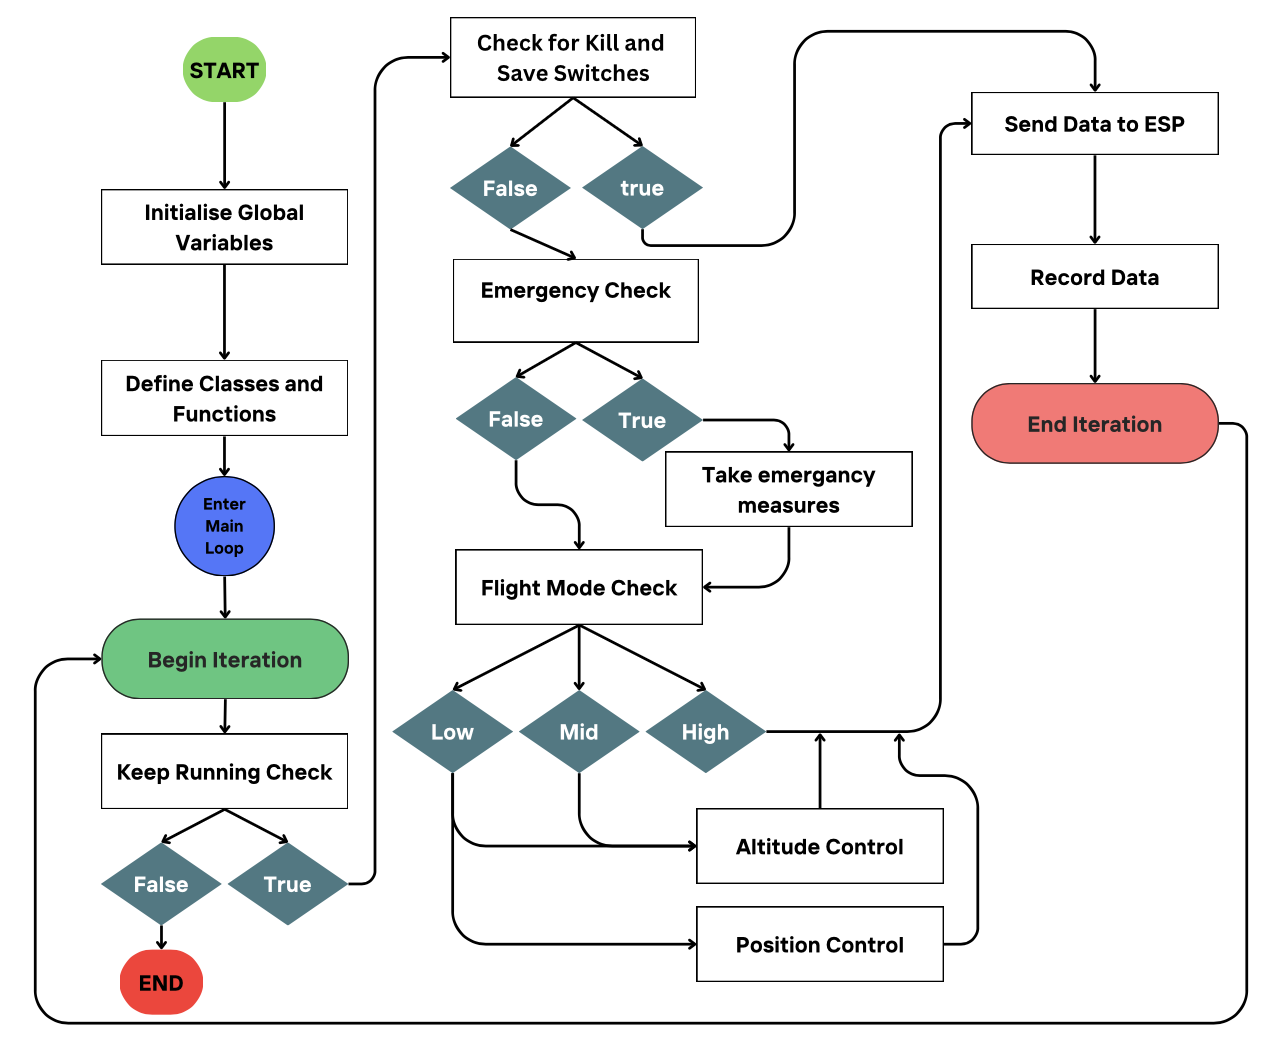 START
Initialise Global
Variables
Define Classes and
Functions
Enter
Main
Loop
Begin Iteration
Keep Running Check
False
True
END
Check for Kill and
Save Switches
False
true
Emergency Check
False
True
Take emergancy
measures
Flight Mode Check
Low
Mid
High
Altitude Control
Position Control
Send Data to ESP
Record Data
End Iteration